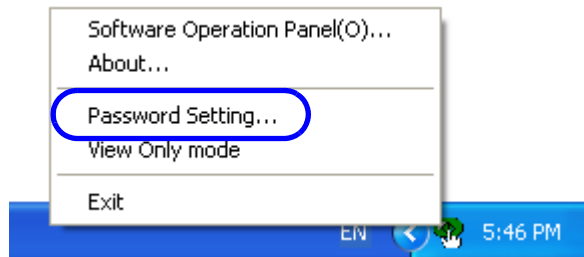 Software Operation Panel(O)...
About...
Password Setting...
View Only mode
Exit
EN
5:46 PM